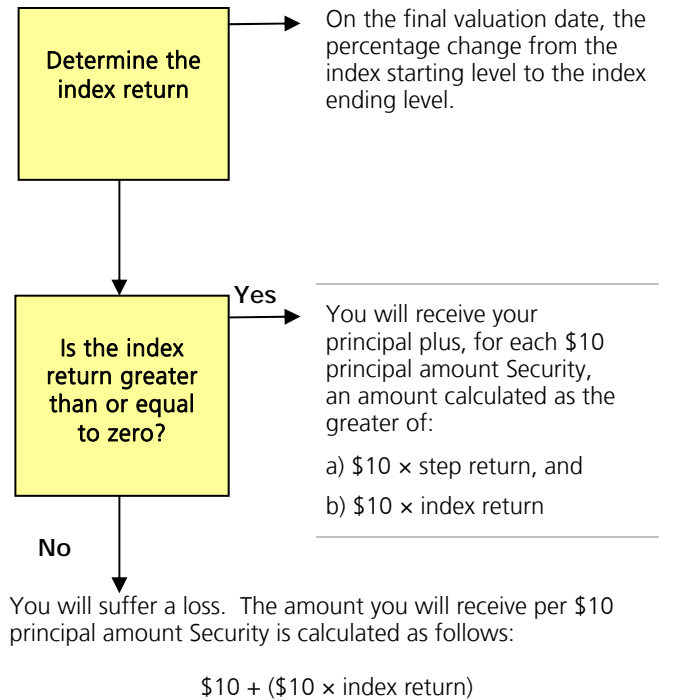 Determine the
index return
On the final valuation date, the
percentage change from the
index starting level to the index
ending level.
Is the index
return greater
than or equal
to zero?
Yes
You will receive your
principal plus, for each $10
principal amount Security,
an amount calculated as the
greater of:
a) $10 × step return, and
b) $10 × index return
No
You will suffer a loss.  The amount you will receive per $10
principal amount Security is calculated as follows:
$10 + ($10 × index return)